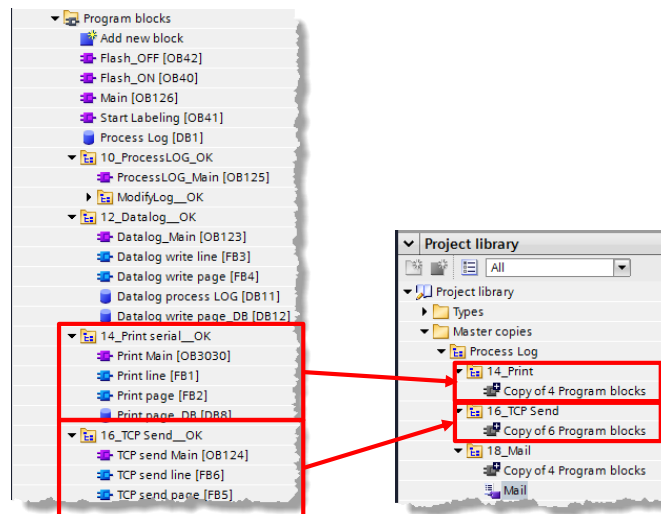 Program blocks
Add new block
Flash_OFF [OB42]
Flash_ON [OB40]
Main [OB126]
Start Labeling [OB41]
Process Log [DB1]
10_ProcessLOG_OK
ProcessLOG_Main [OB125]
ModifyLog__OK
12_Datalog__OK
Datalog_Main [OB123]
Datalog write line [FB3]
Datalog write page [FB4]
Datalog process LOG [DB11]
Datalog write page_DB [DB12]
14_Print serial__OK
Print Main [OB3030]
Print line [FB1]
Print page [FB2]
Print page_DB [DB8]
16_TCP Send__OK
TCP send Main [OB124]
TCP send line [FB6]
TCP send page [FB5]
Project library
All
Project library
Types
Master copies
Process Log
14_Print
Copy of 4 Program blocks
16_TCP Send
Copy of 6 Program blocks
18_Mail
Copy of 4 Program blocks
Mail